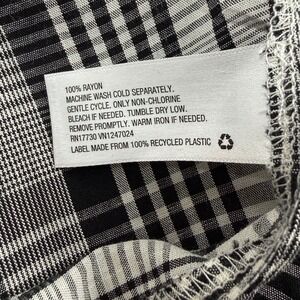 100% RAYON
MACHINE WASH COLD SEPARATELY.
GENTLE CYCLE. ONLY NON-CHLORINE
BLEACH IF NEEDED. TUMBLE DRY LOW.
REMOVE PROMPTLY. WARM IRON IF NEEDED.
RN17730 VN1247024
LABEL MADE FROM 100% RECYCLED PLASTIC